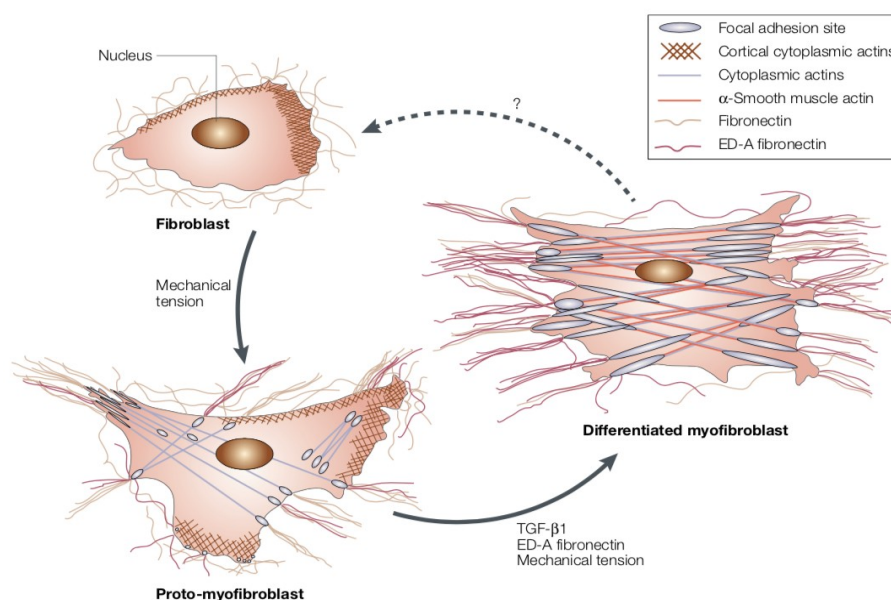 Focal adhesion site
Cortical cytoplasmic actins
Cytoplasmic actins
α-Smooth muscle actin
Fibronectin
ED-A fibronectin
Nucleus
?
Fibroblast
Mechanical
tension
Differentiated myofibroblast
TGF-β1
ED-A fibronectin
Mechanical tension
Proto-myofibroblast